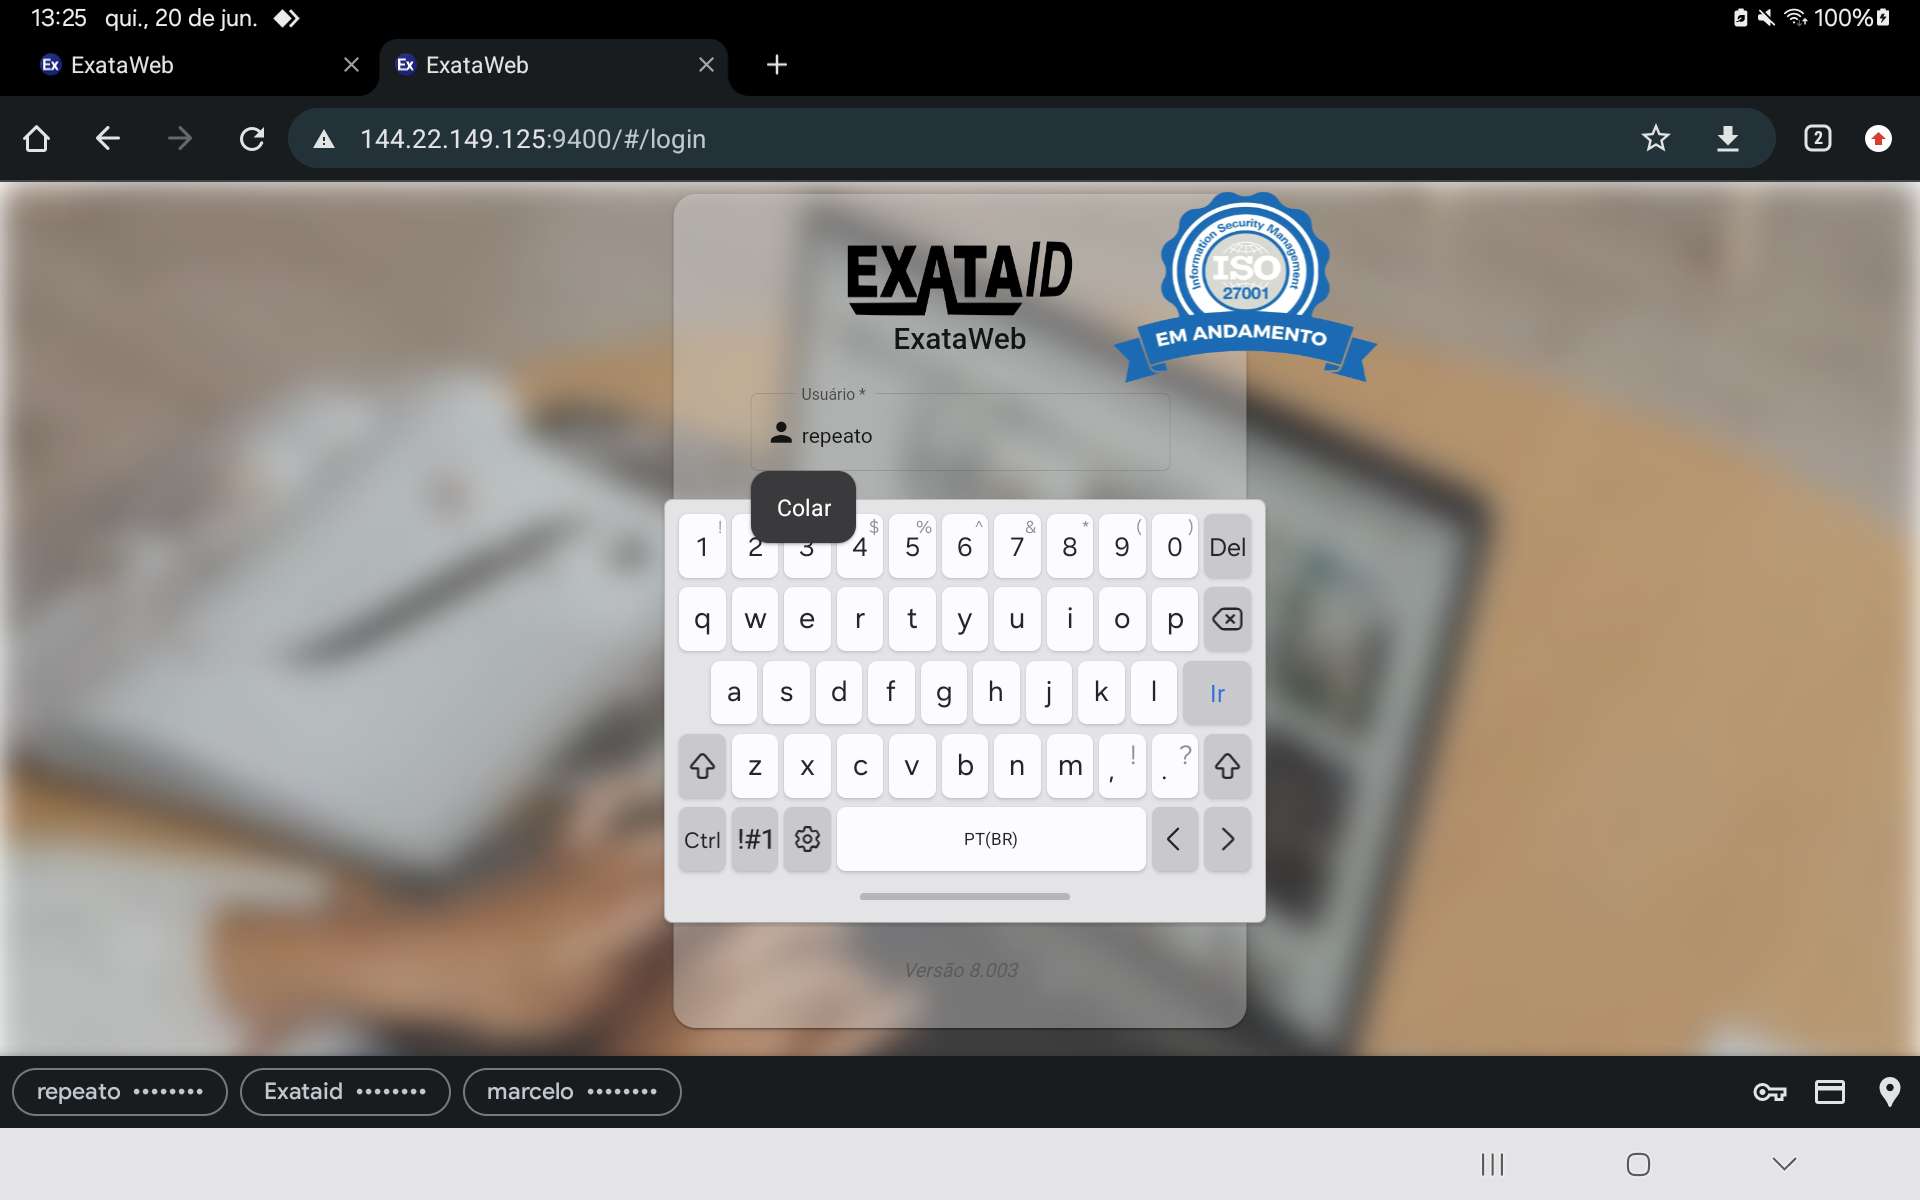 13:25 qui., 20 de jun. 100%
Ex ExataWeb
Ex ExataWeb
144.22.149.125:9400/#/login 2
EXATAID
ExataWeb
Information Security Management
ISO
27001
EM ANDAMENTO
Usuário *
repeato
Colar
1 ! 2 3 4 $ 5 % 6 ^ 7 & 8 * 9 ( 0 ) Del
q w e r t y u i o p
a s d f g h j k l Ir
z x c v b n m , ! . ?
Ctrl !#1 PT(BR) < >
Versão 8.003
repeato •••••••• Exataid •••••••• marcelo ••••••••